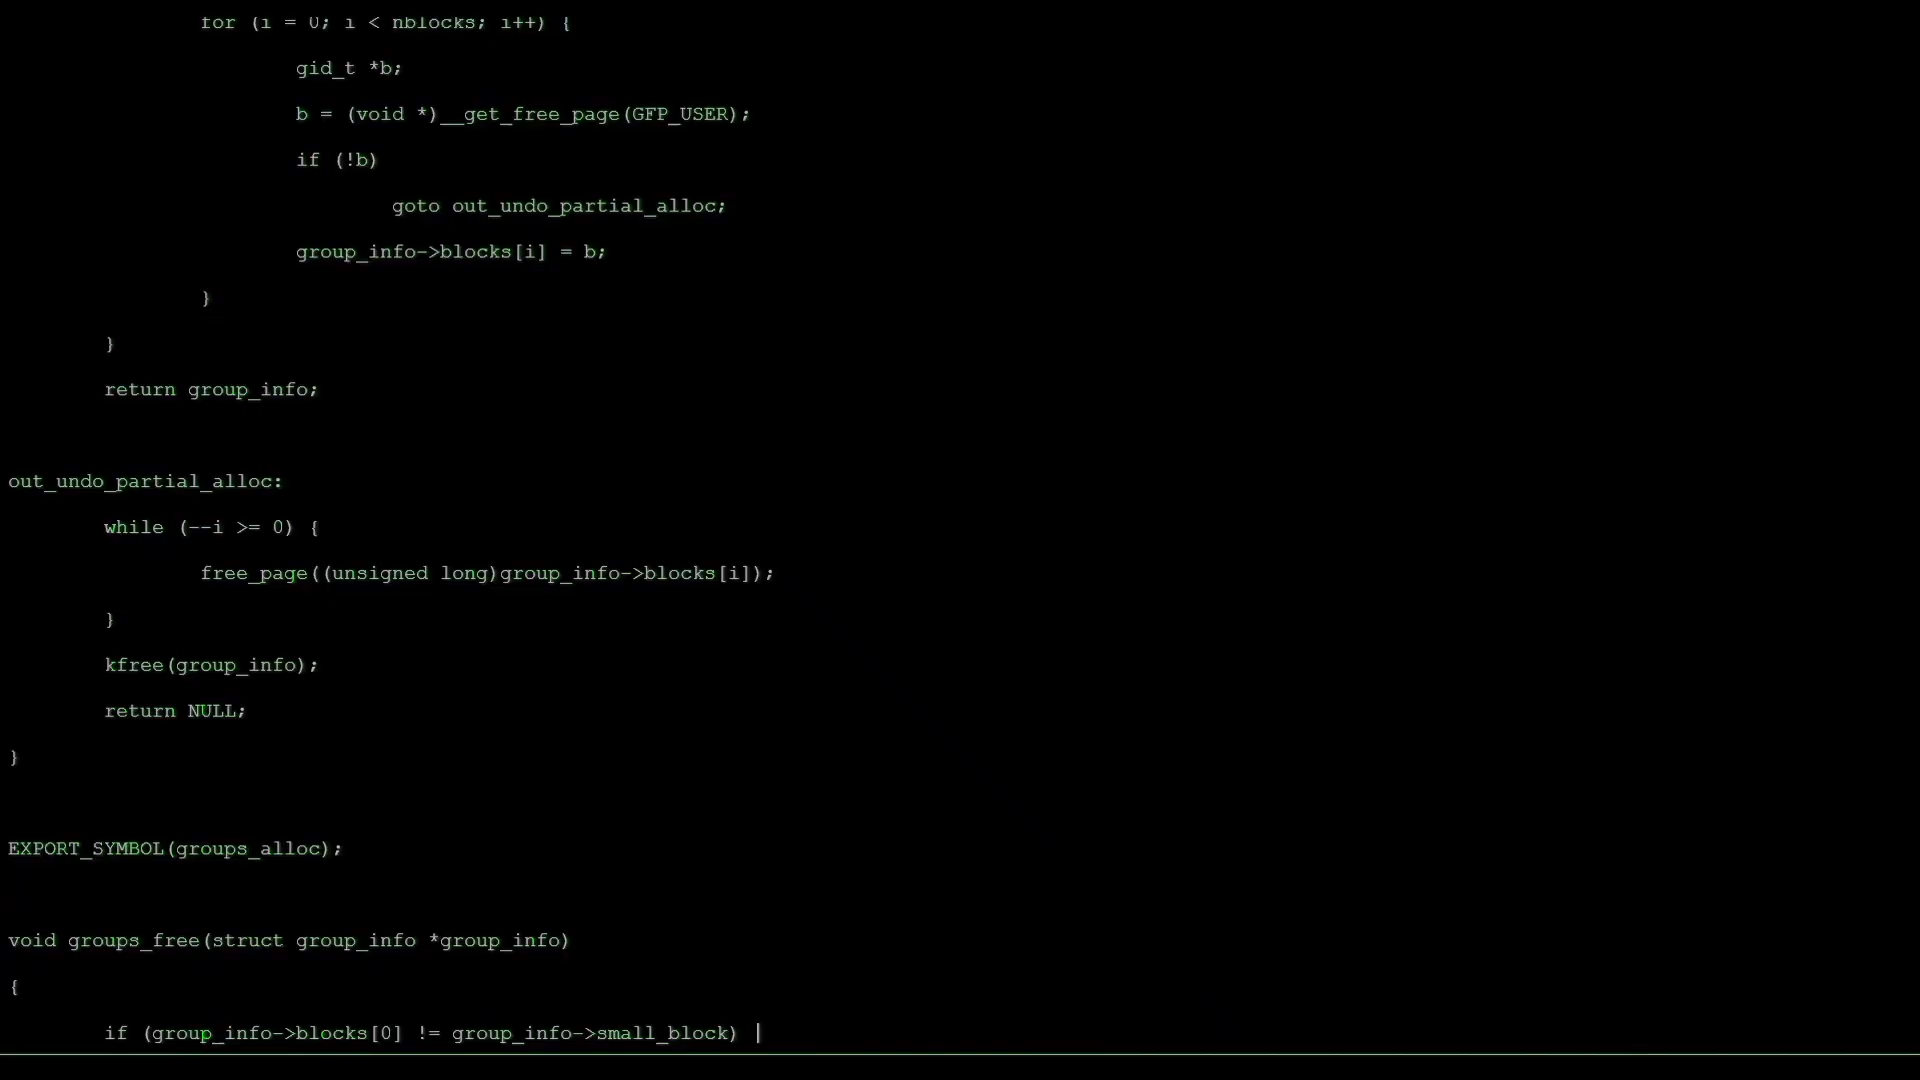 for (i = 0; i < nblocks; i++) {
gid_t *b;
b = (void *)__get_free_page(GFP_USER);
if (!b)
goto out_undo_partial_alloc;
group_info->blocks[i] = b;
}
}
return group_info;
out_undo_partial_alloc:
while (--i >= 0) {
free_page((unsigned long)group_info->blocks[i]);
}
kfree(group_info);
return NULL;
}
EXPORT_SYMBOL(groups_alloc);
void groups_free(struct group_info *group_info)
{
if (group_info->blocks[0] != group_info->small_block) |